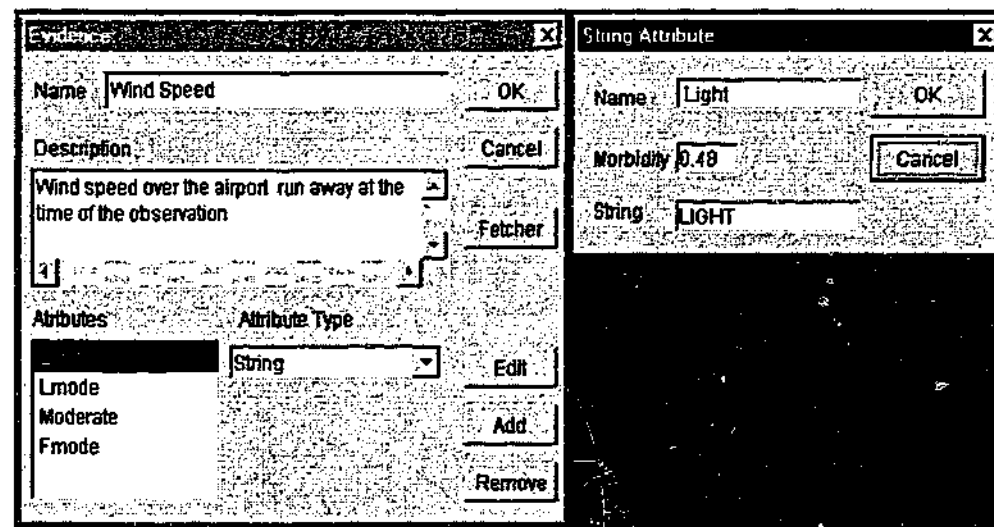 Evidence
Name Wind Speed OK
Description Cancel
Wind speed over the airport run away at the
time of the observation
Fetcher
Atributes Attribute Type
String Edit
Lmode
Moderate Add
Fmode
Remove
String Attribute
Name Light OK
Morbidity 0.48 Cancel
String LIGHT